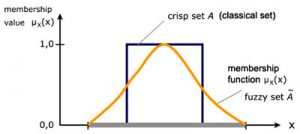 membership
value μx(x)
crisp set A (classical set)
1,0
membership
function μx(x)
fuzzy set Ã
0,0
x